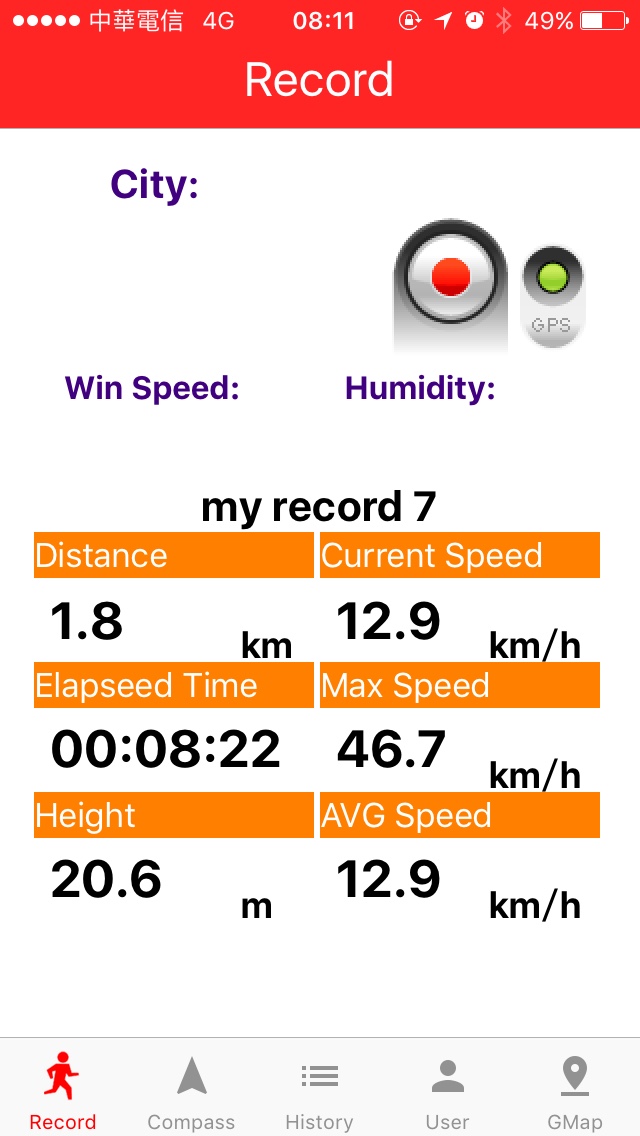 中華電信 4G 08:11 49%
Record
City:
GPS
Win Speed: Humidity:
my record 7
Distance Current Speed
1.8 km 12.9 km/h
Elapseed Time Max Speed
00:08:22 46.7 km/h
Height AVG Speed
20.6 m 12.9 km/h
Record Compass History User GMap